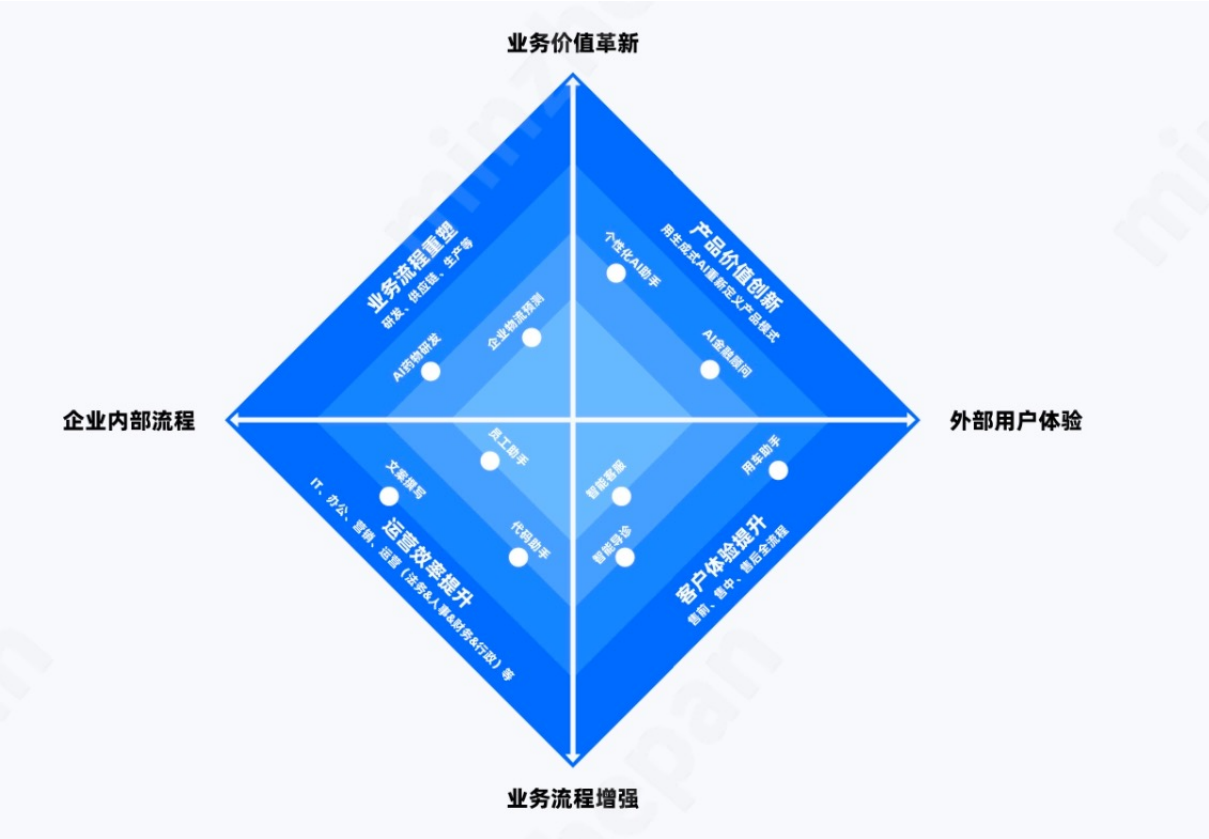 业务价值革新
业务流程重塑
研发、供应链、生产等
产品价值创新
用生成式AI重新定义产品模式
个性化AI助手
企业物流预测
AI药物研发
AI金融顾问
企业内部流程
外部用户体验
员工助手
文案撰写
代码助手
智能客服
智能导诊
用车助手
运营效率提升
IT、办公、营销、运营（法务&人事&财务&行政）等
客户体验提升
售前、售中、售后全流程
业务流程增强
minzhepan